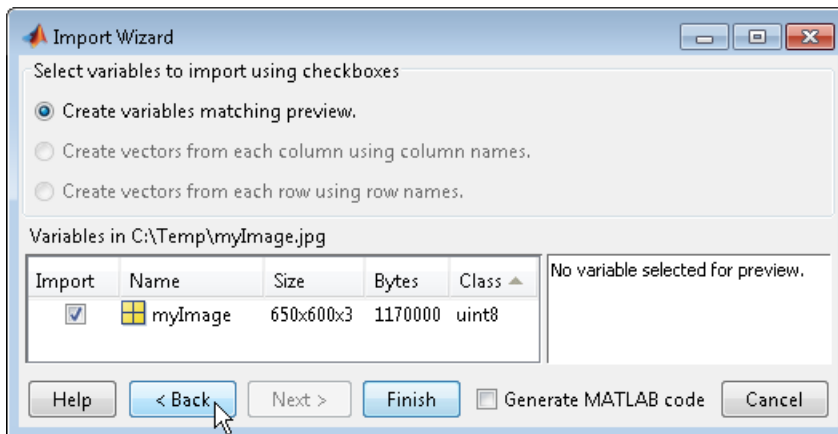 Import Wizard
Select variables to import using checkboxes
Create variables matching preview.
Create vectors from each column using column names.
Create vectors from each row using row names.
Variables in C:\Temp\myImage.jpg
Import Name Size Bytes Class
myImage 650x600x3 1170000 uint8
No variable selected for preview.
Help < Back Next > Finish Generate MATLAB code Cancel